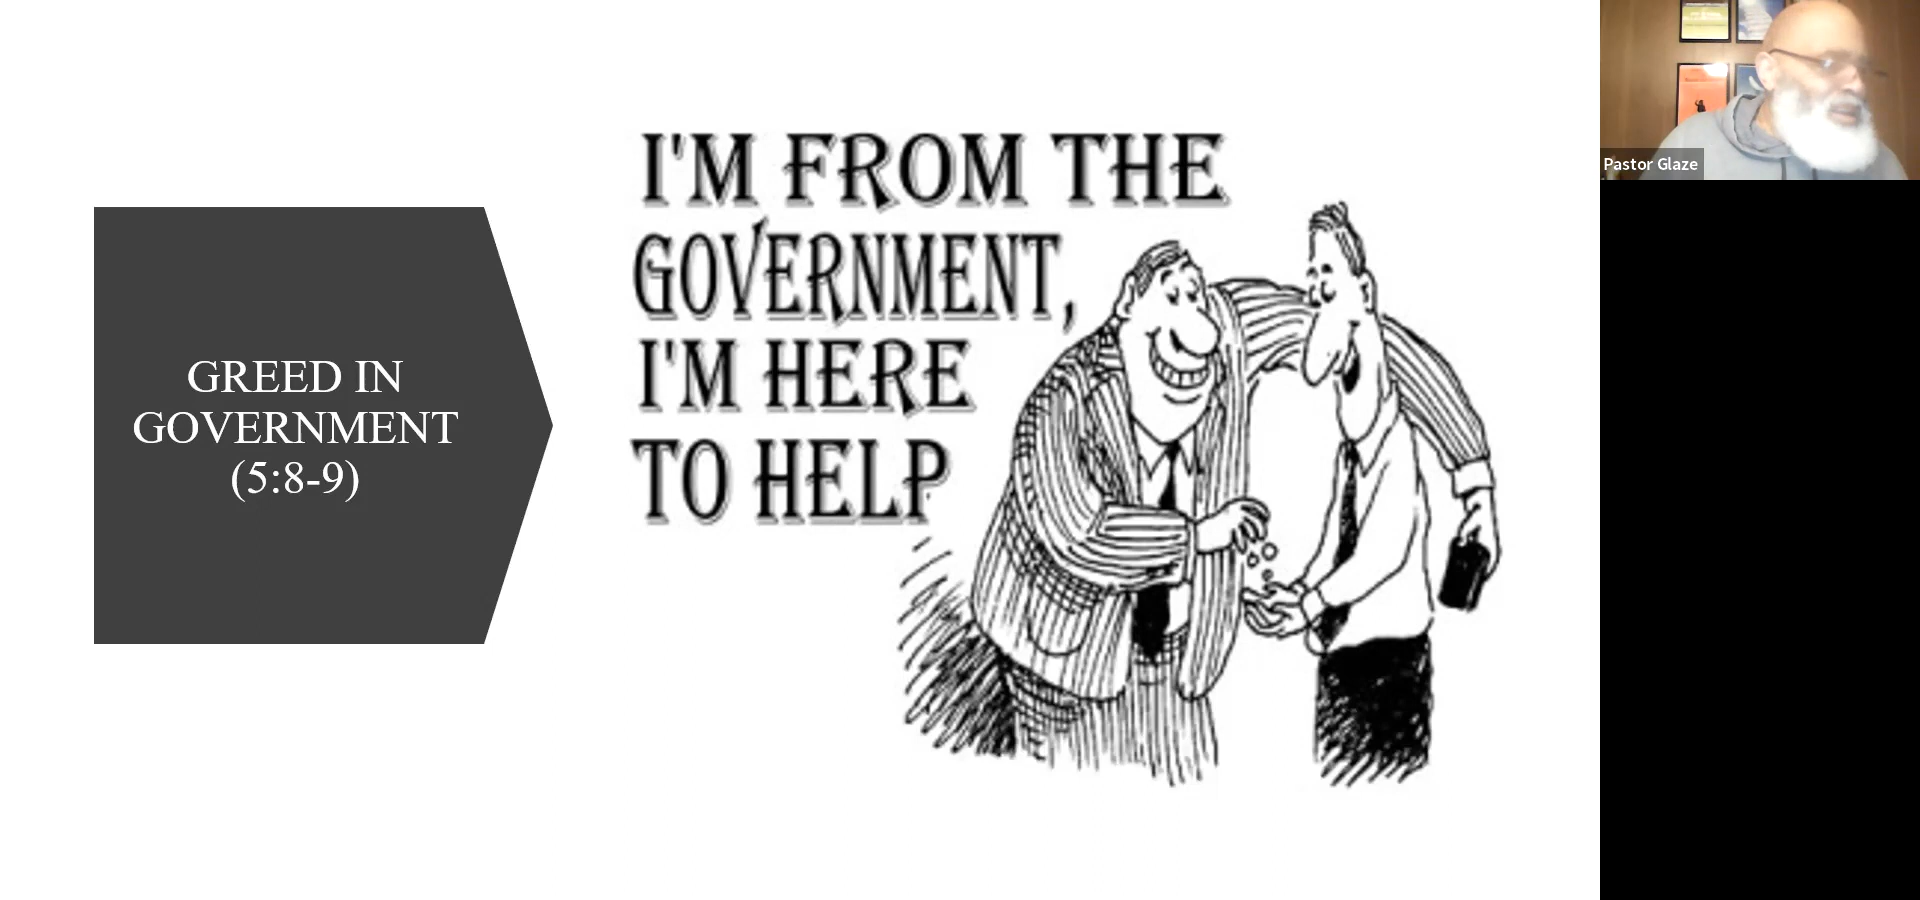 GREED IN
GOVERNMENT
(5:8-9)
I'M FROM THE
GOVERNMENT,
I'M HERE
TO HELP
Pastor Glaze